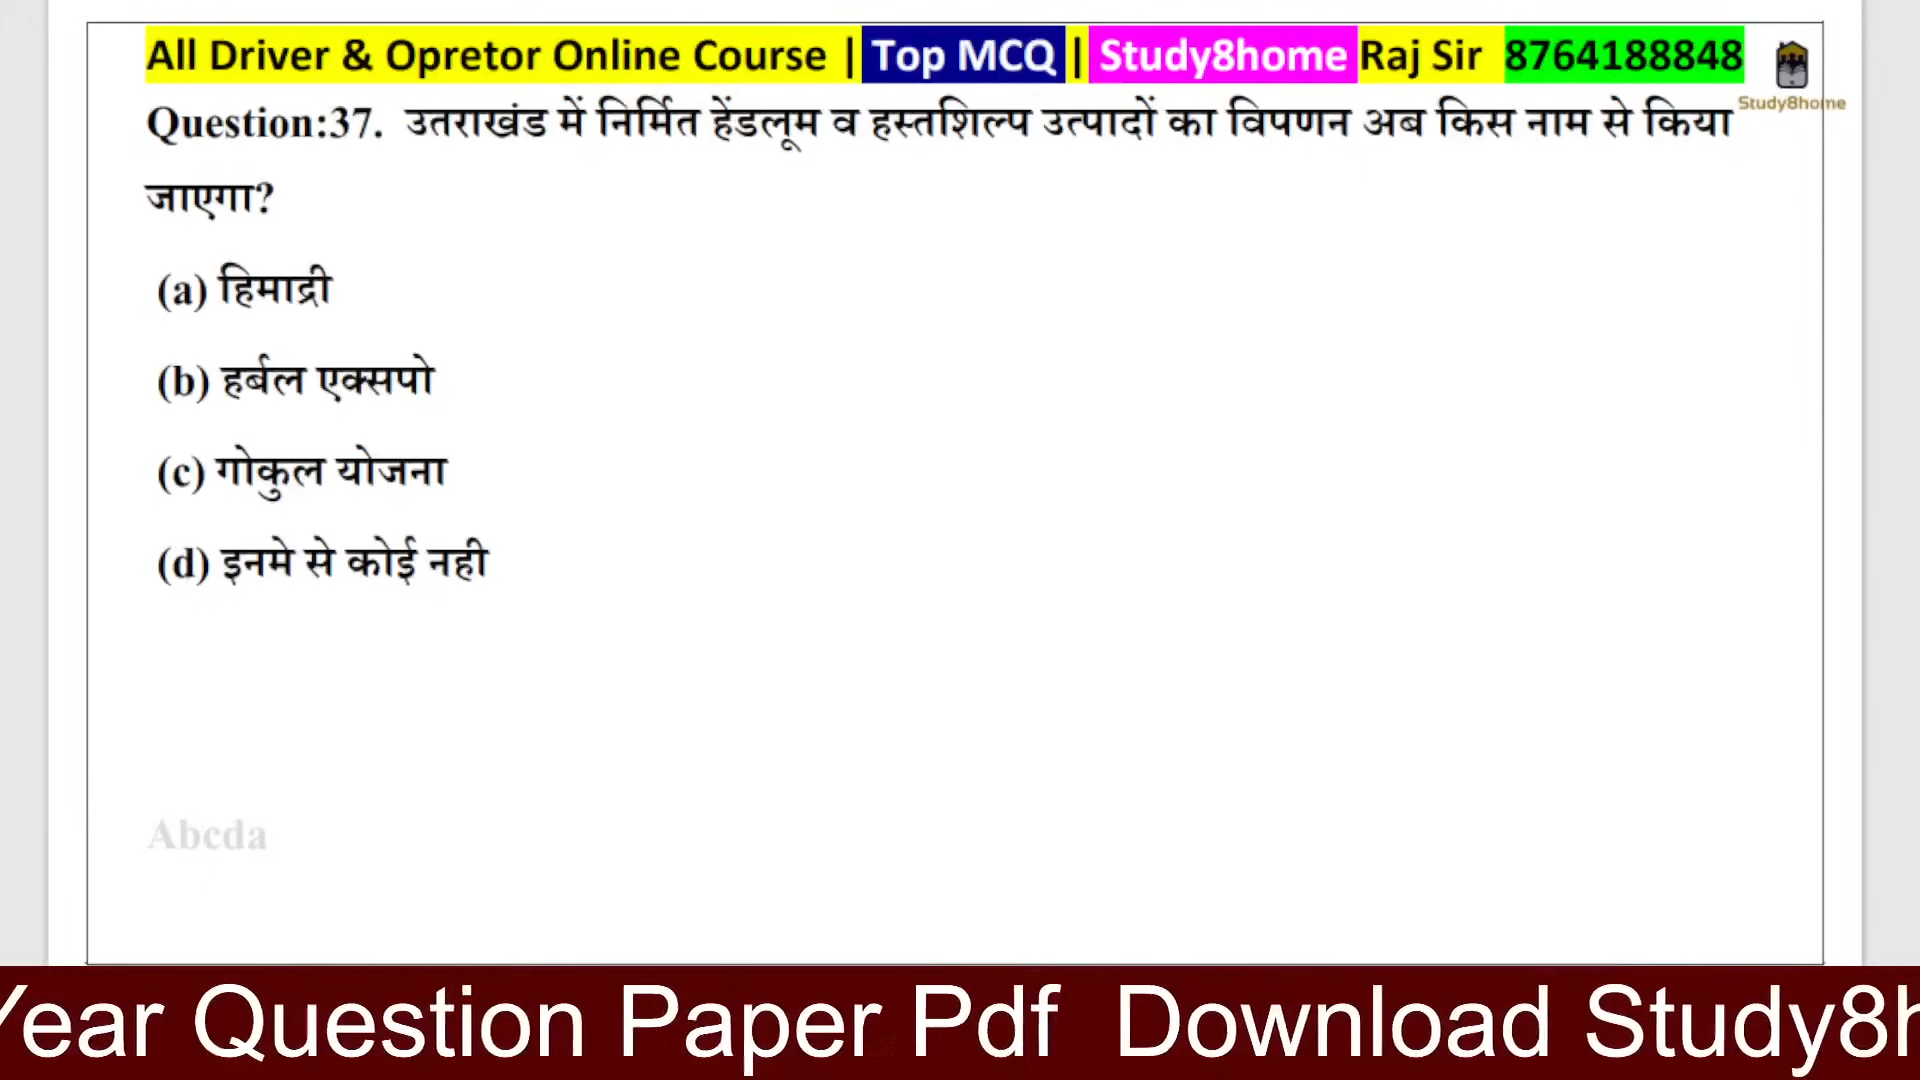 All Driver & Opretor Online Course | Top MCQ | Study8home Raj Sir 8764188848
Study8home
Question:37. उतराखंड में निर्मित हेंडलूम व हस्तशिल्प उत्पादों का विपणन अब किस नाम से किया
जाएगा?
(a) हिमाद्री
(b) हर्बल एक्सपो
(c) गोकुल योजना
(d) इनमे से कोई नही
Abcda
Year Question Paper Pdf Download Study8h